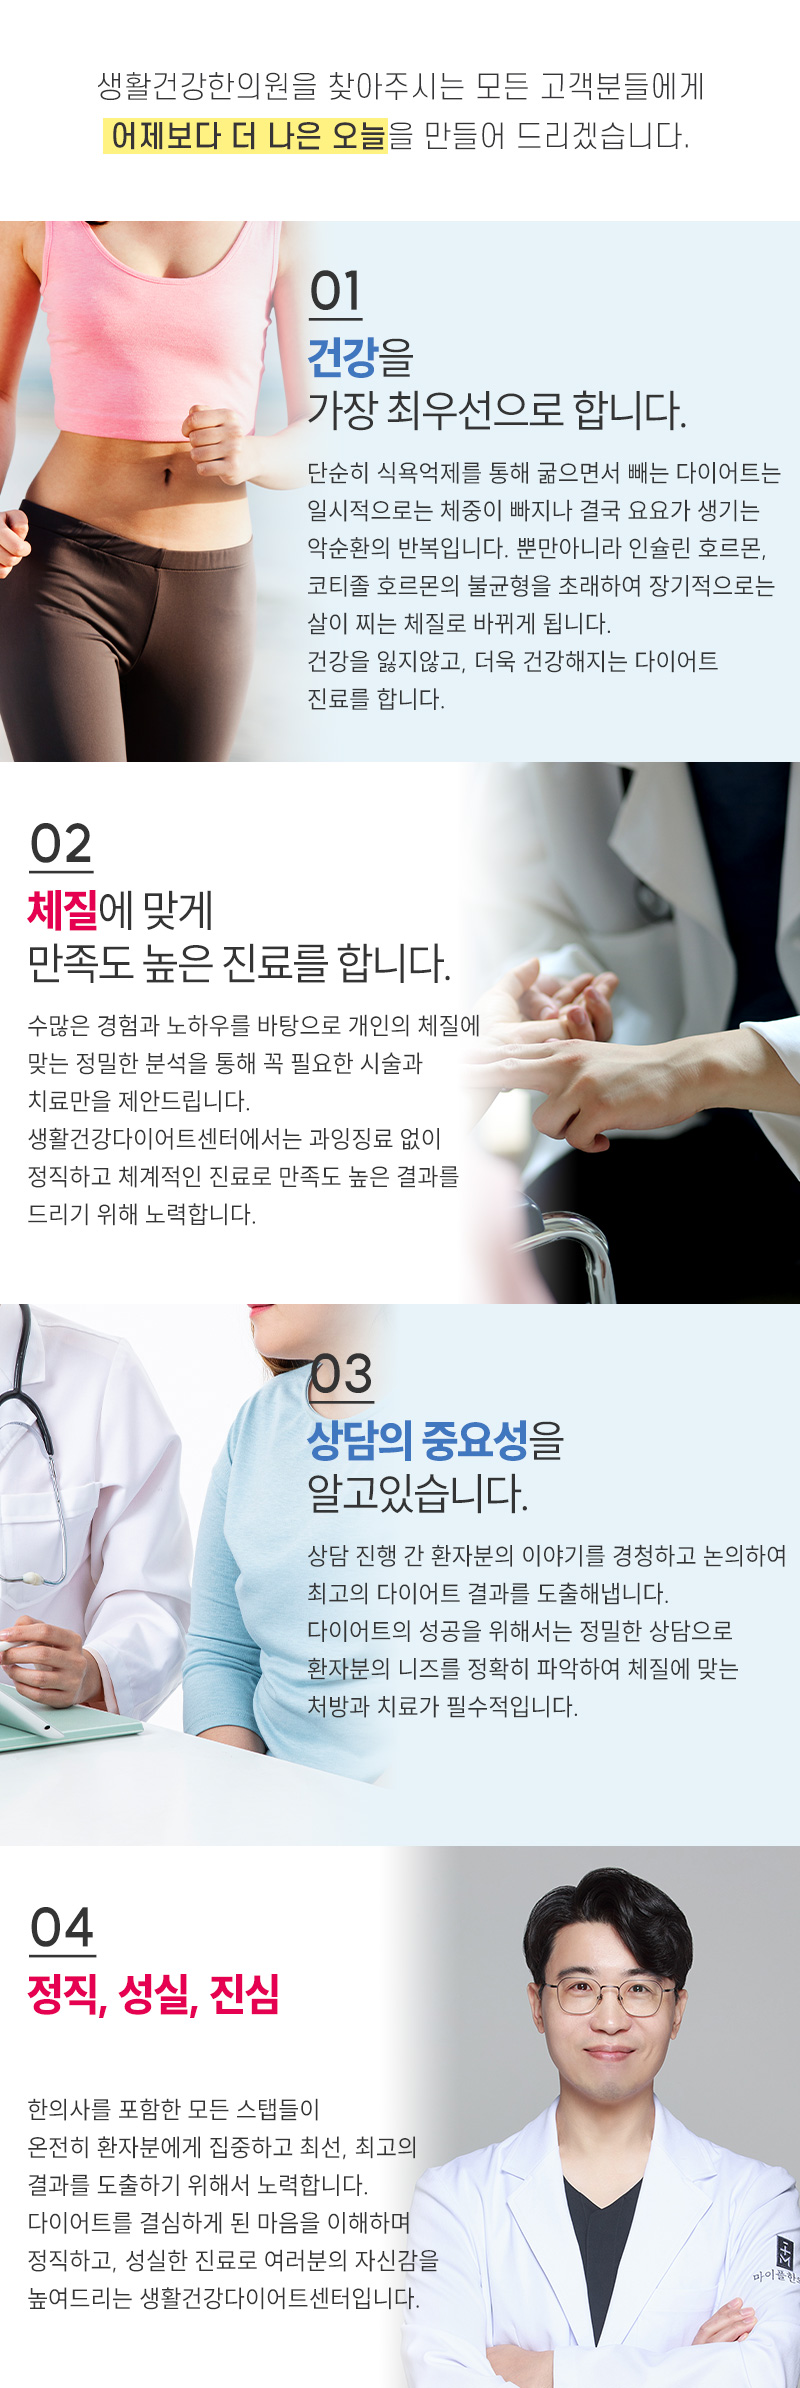 생활건강한의원을 찾아주시는 모든 고객분들에게
어제보다 더 나은 오늘을 만들어 드리겠습니다.
01
건강을
가장 최우선으로 합니다.
단순히 식욕억제를 통해 굶으면서 빼는 다이어트는
일시적으로는 체중이 빠지나 결국 요요가 생기는
악순환의 반복입니다. 뿐만아니라 인슐린 호르몬,
코티졸 호르몬의 불균형을 초래하여 장기적으로는
살이 찌는 체질로 바뀌게 됩니다.
건강을 잃지않고, 더욱 건강해지는 다이어트
진료를 합니다.
02
체질에 맞게
만족도 높은 진료를 합니다.
수많은 경험과 노하우를 바탕으로 개인의 체질에
맞는 정밀한 분석을 통해 꼭 필요한 시술과
치료만을 제안드립니다.
생활건강다이어트센터에서는 과잉징료 없이
정직하고 체계적인 진료로 만족도 높은 결과를
드리기 위해 노력합니다.
03
상담의 중요성을
알고있습니다.
상담 진행 간 환자분의 이야기를 경청하고 논의하여
최고의 다이어트 결과를 도출해냅니다.
다이어트의 성공을 위해서는 정밀한 상담으로
환자분의 니즈를 정확히 파악하여 체질에 맞는
처방과 치료가 필수적입니다.
04
정직, 성실, 진심
한의사를 포함한 모든 스탭들이
온전히 환자분에게 집중하고 최선, 최고의
결과를 도출하기 위해서 노력합니다.
다이어트를 결심하게 된 마음을 이해하며
정직하고, 성실한 진료로 여러분의 자신감을
높여드리는 생활건강다이어트센터입니다.